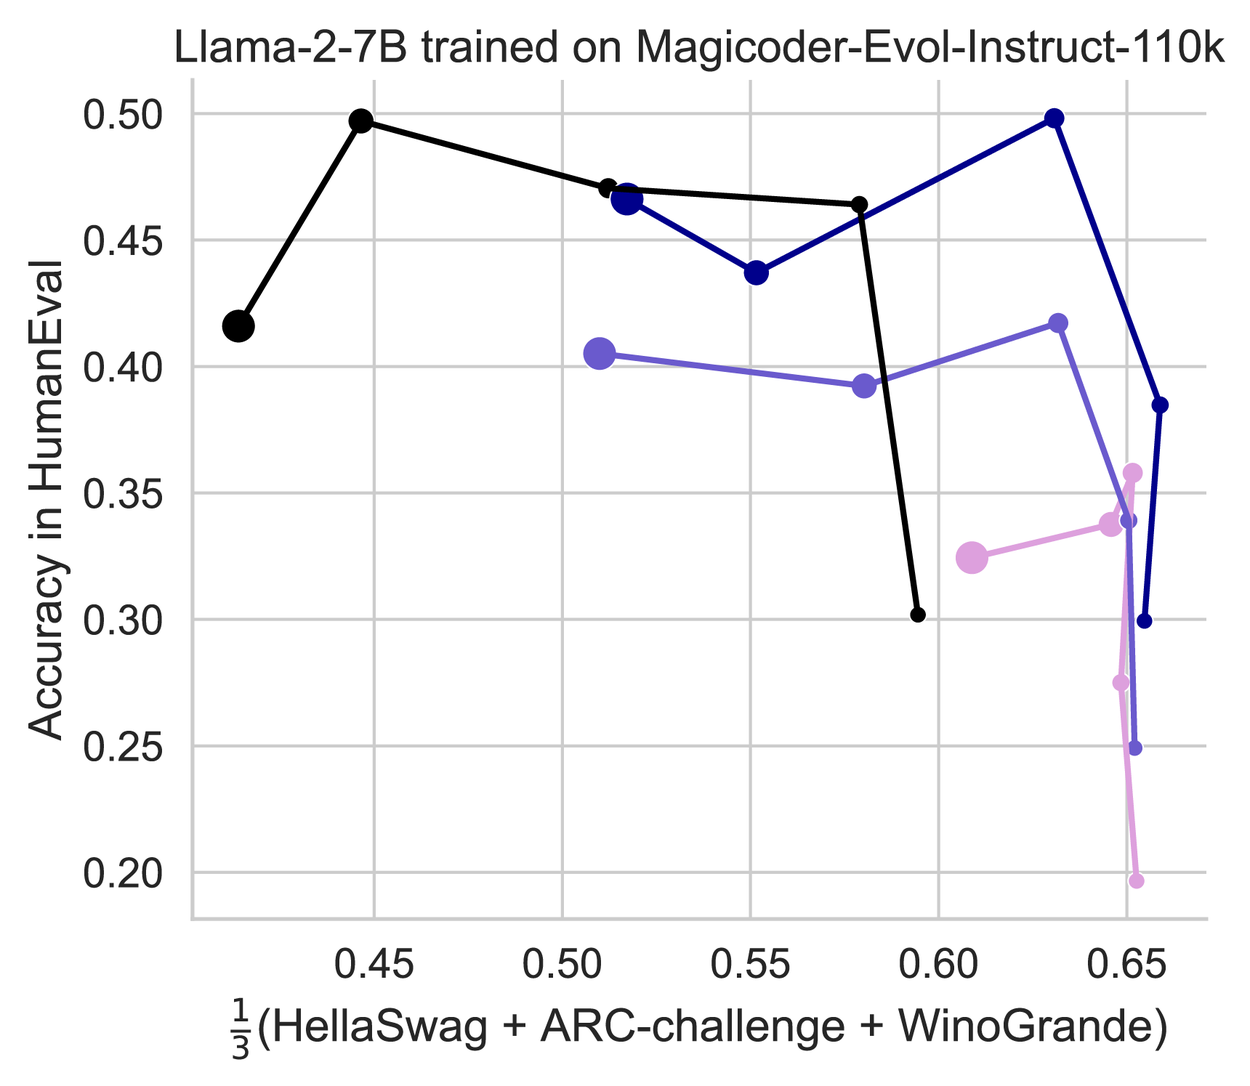 Llama-2-7B trained on Magicoder-Evol-Instruct-110k
Accuracy in HumanEval
0.50
0.45
0.40
0.35
0.30
0.25
0.20
0.45 0.50 0.55 0.60 0.65
1/3(HellaSwag + ARC-challenge + WinoGrande)